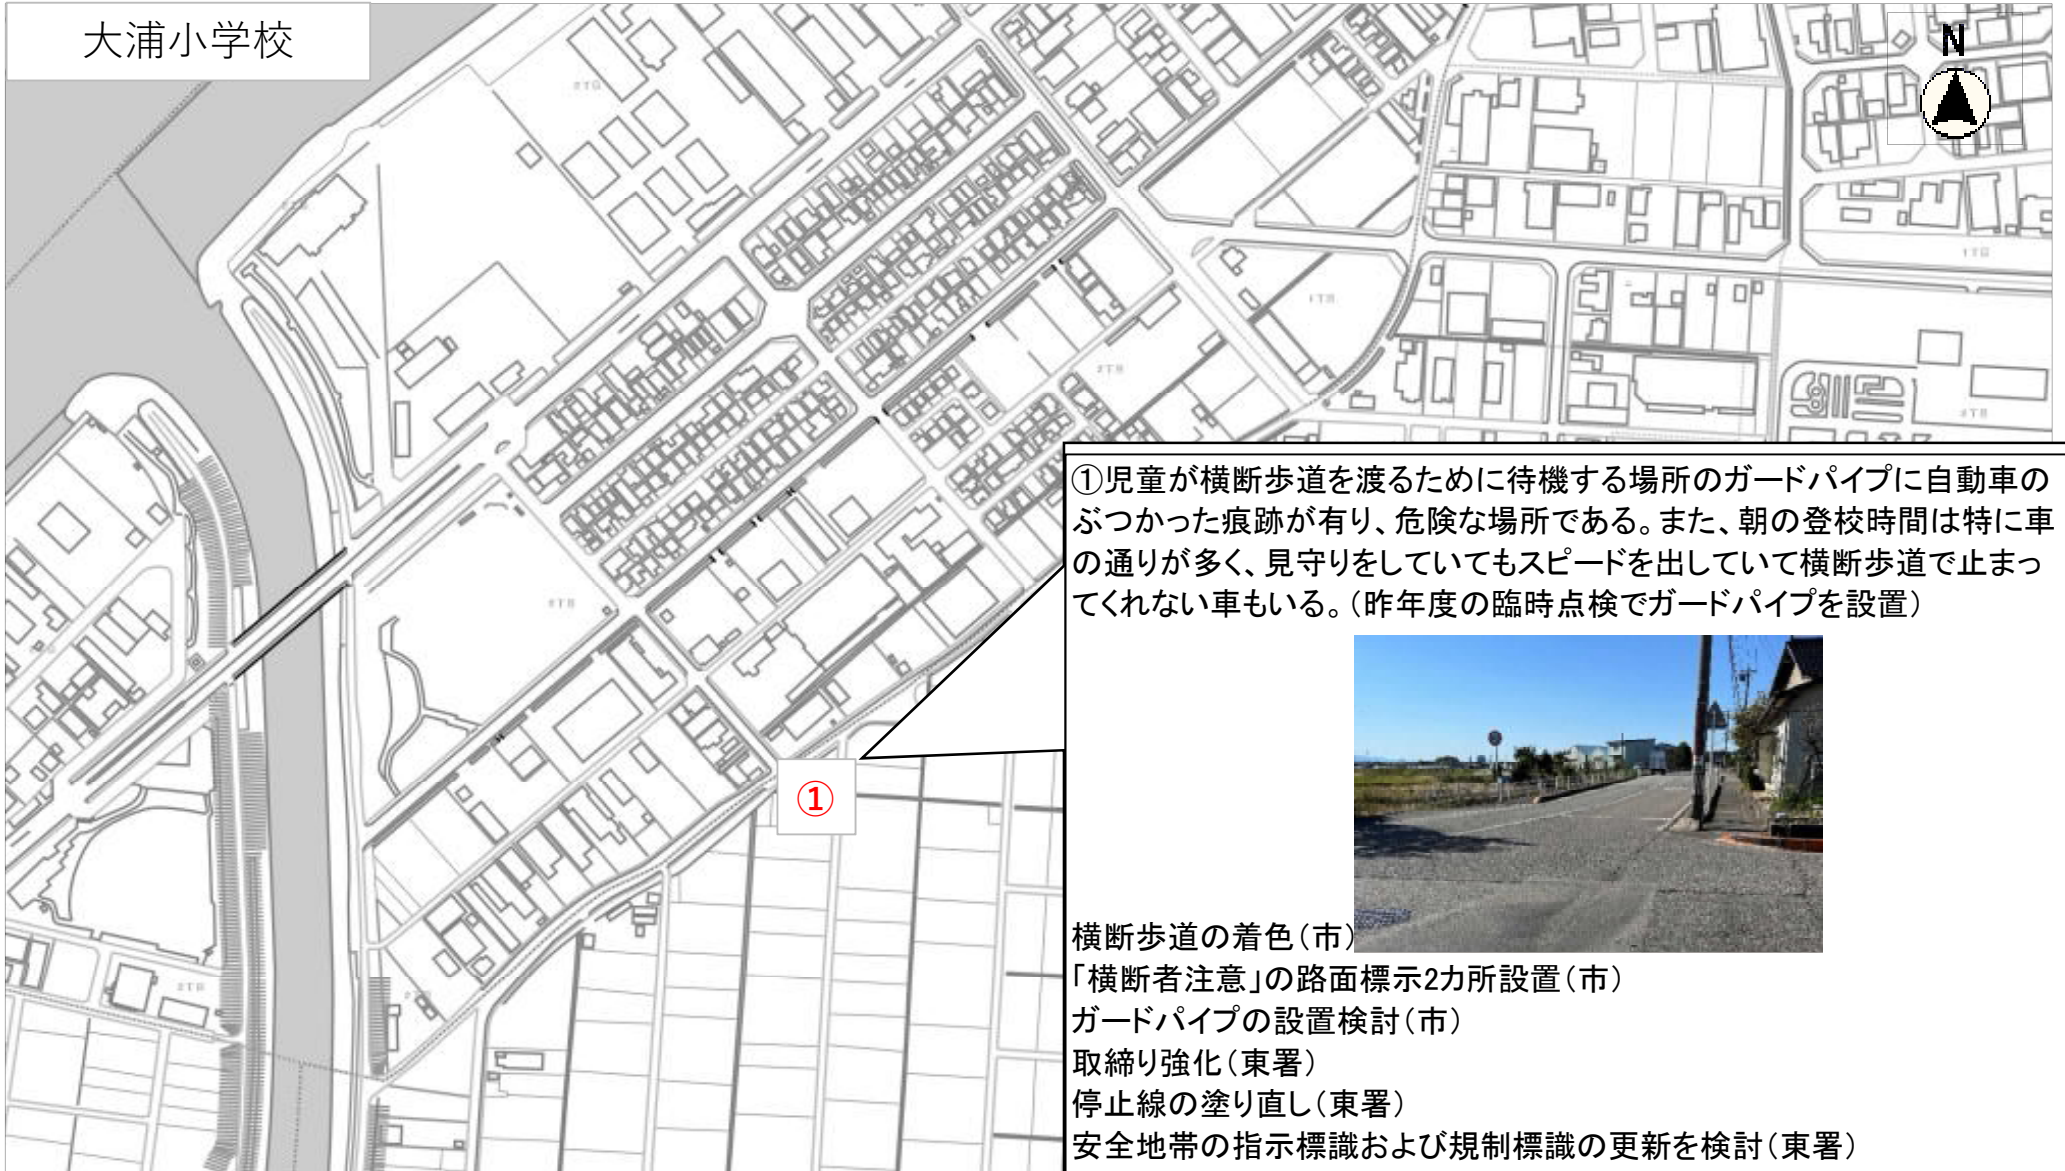 大浦小学校
N
①児童が横断歩道を渡るために待機する場所のガードパイプに自動車の
ぶつかった痕跡が有り、危険な場所である。また、朝の登校時間は特に車
の通りが多く、見守りをしていてもスピードを出していて横断歩道で止まっ
てくれない車もいる。（昨年度の臨時点検でガードパイプを設置）
①
横断歩道の着色（市）
「横断者注意」の路面標示2カ所設置（市）
ガードパイプの設置検討（市）
取締り強化（東署）
停止線の塗り直し（東署）
安全地帯の指示標識および規制標識の更新を検討（東署）